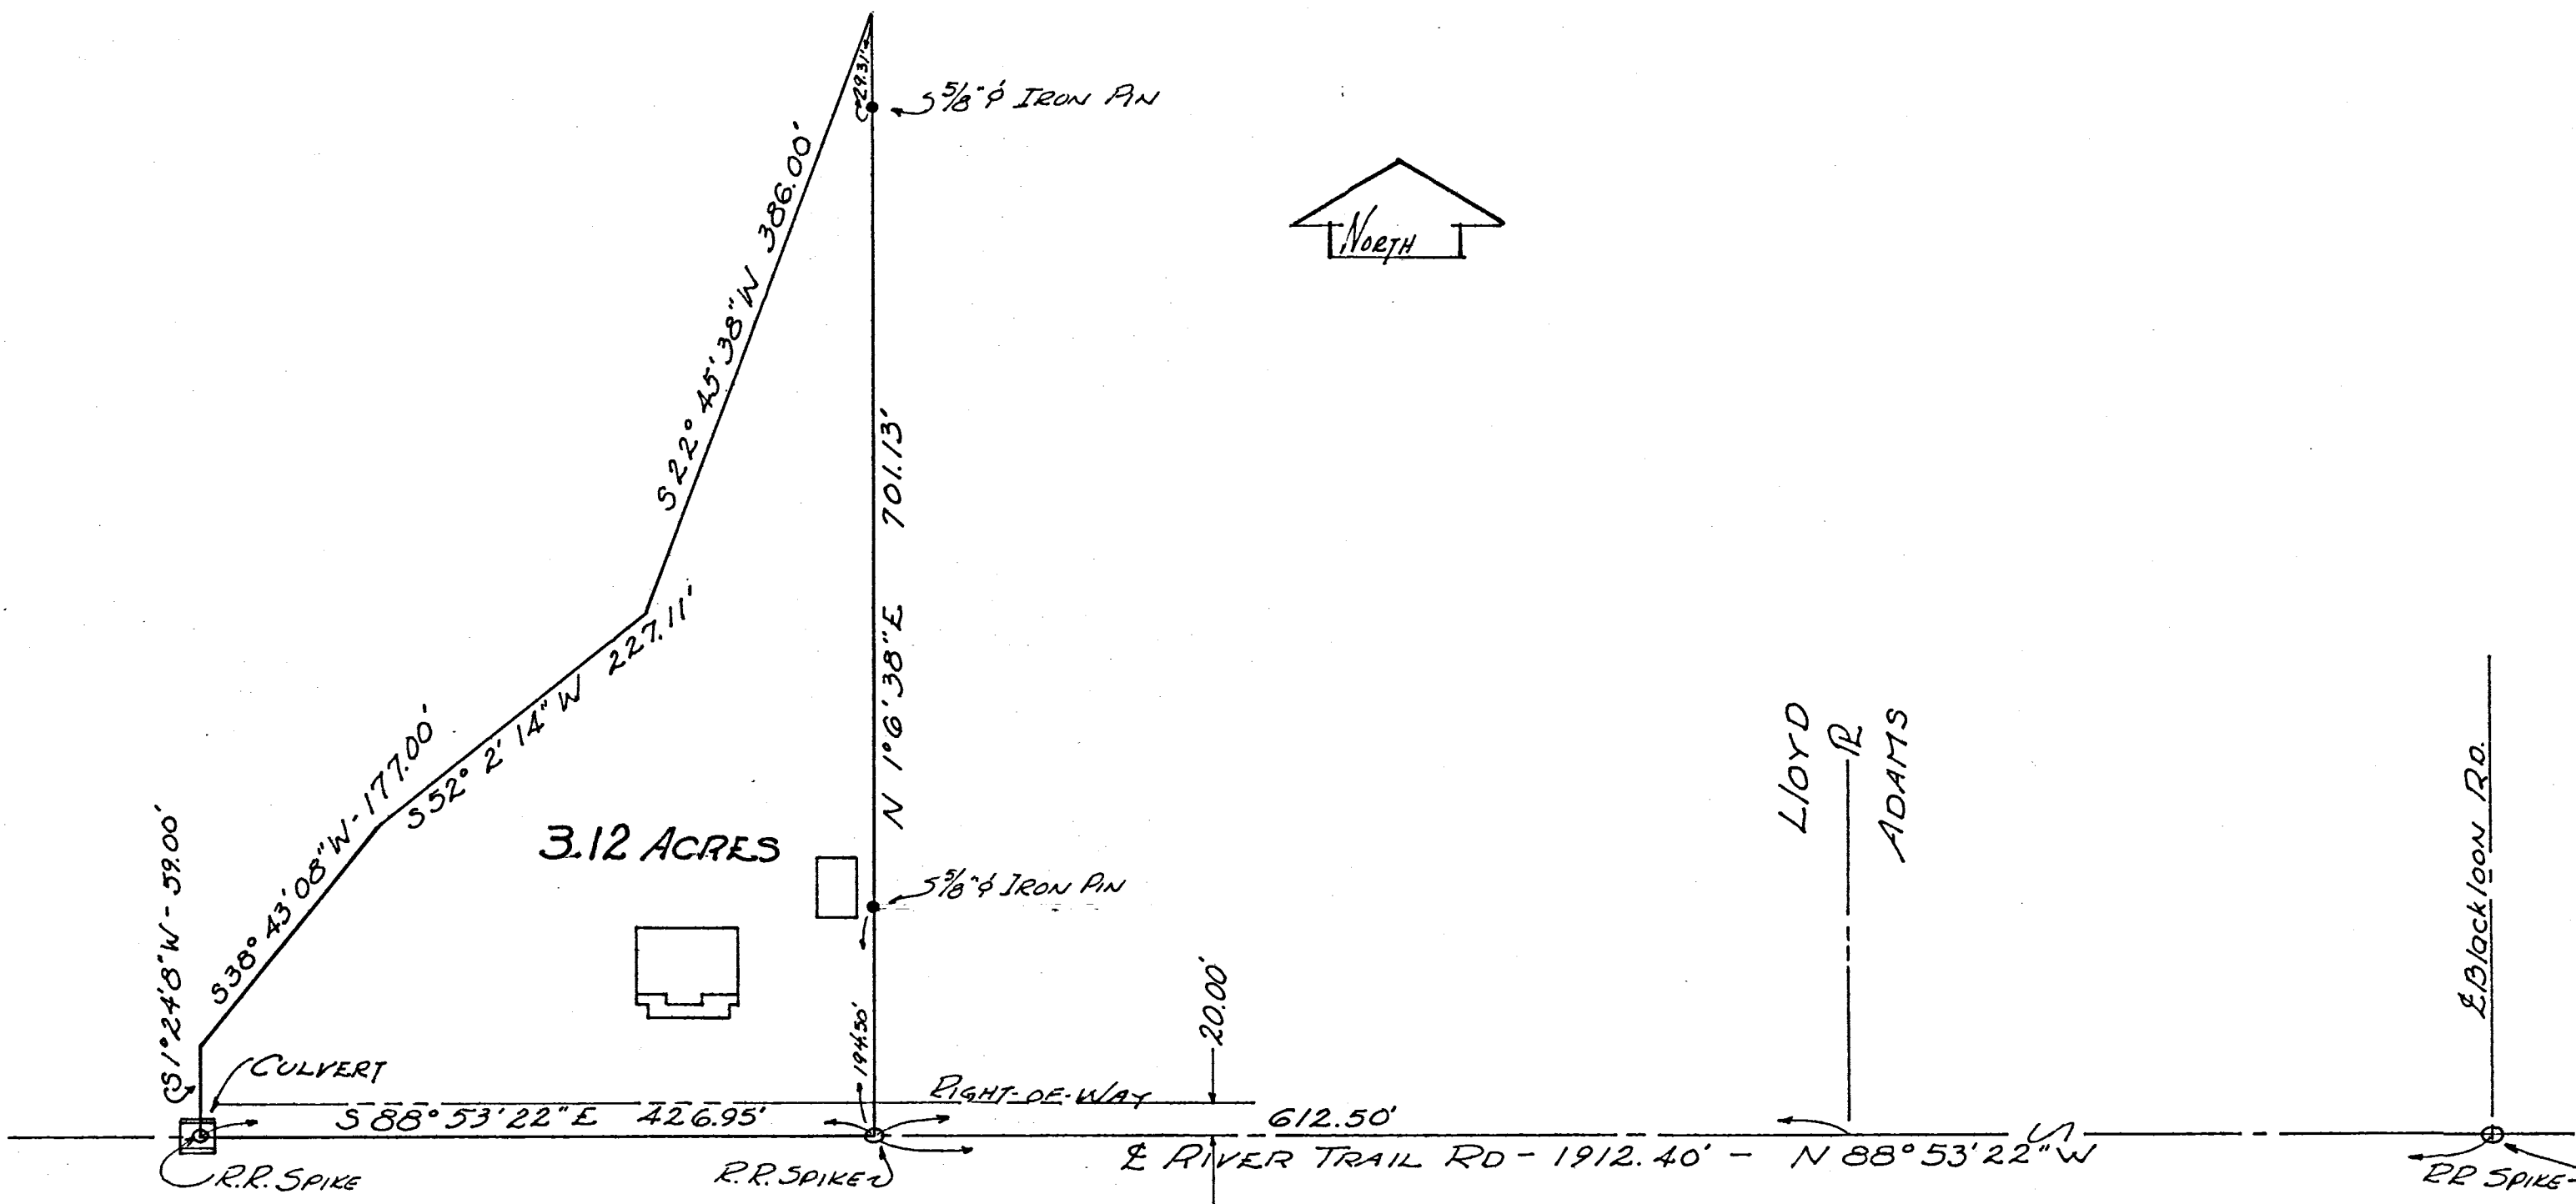 29.31'
S 5/8"ϕ IRON PIN
S 22° 45' 38" W 386.00'
NORTH
N 1° 6' 38" E 701.13'
S 52° 2' 14" W 227.11'
S 38° 43' 08" W - 177.00'
S 1° 24' 8" W - 59.00'
3.12 ACRES
S 5/8"ϕ IRON PIN
LLOYD R ADAMS
℄ Blackloon RD.
194.50'
20.00'
CULVERT
RIGHT-OF-WAY
S 88° 53' 22" E 426.95'
612.50'
℄ RIVER TRAIL RD - 1912.40' - N 88° 53' 22" W
R.R. SPIKE
R.R. SPIKE
RR SPIKE